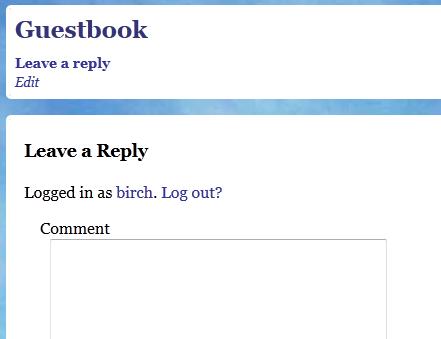 Guestbook
Leave a reply
Edit
Leave a Reply
Logged in as birch. Log out?
Comment